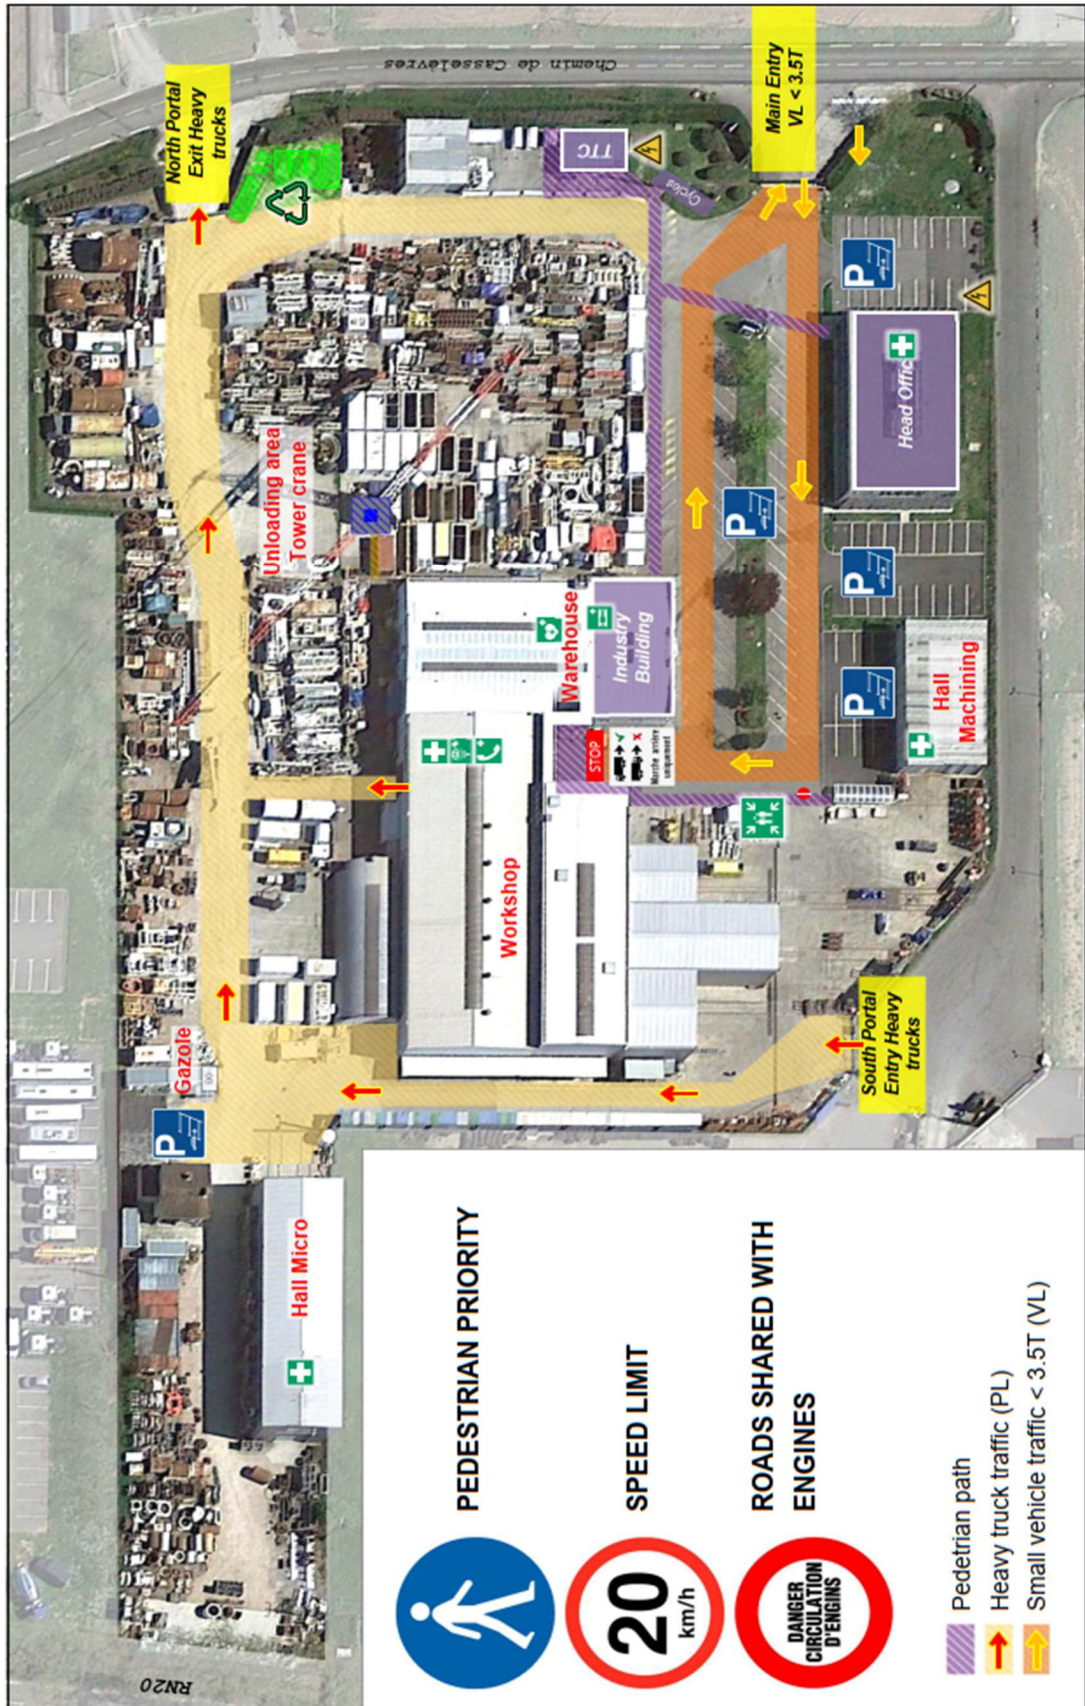 RN20
Hall Micro
P
Gazole
North Portal
Exit Heavy
trucks
Unloading area
Tower crane
Chemin de Casselèvres
TTC
Cycles
Main Entry
VL < 3.5T
Workshop
Warehouse
Industry
Building
STOP
Marche arrière
uniquement
P
P
P
P
Head Offic
Hall
Machining
South Portal
Entry Heavy
trucks
PEDESTRIAN PRIORITY
20
km/h
SPEED LIMIT
DANGER
CIRCULATION
D'ENGINS
ROADS SHARED WITH
ENGINES
Pedetrian path
Heavy truck traffic (PL)
Small vehicle traffic < 3.5T (VL)